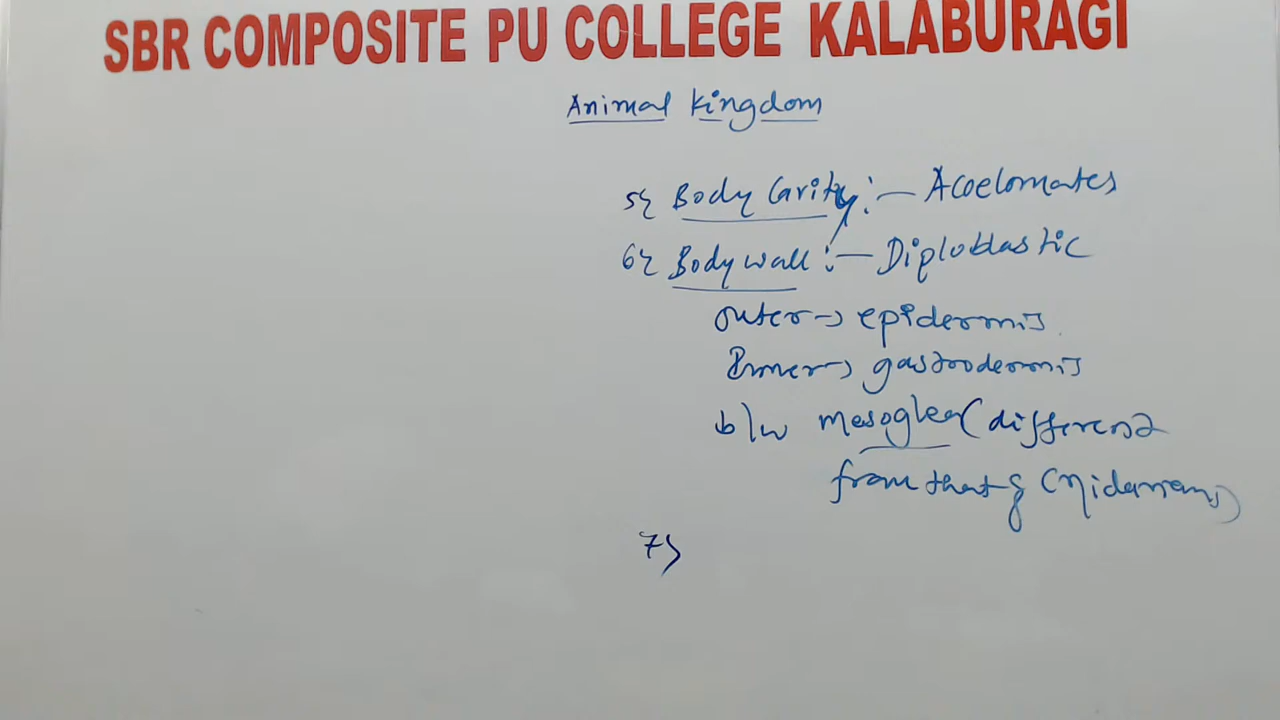 SBR COMPOSITE PU COLLEGE KALABURAGI
Animal kingdom
5) Body Cavity :- Acoelomates
6) Body wall :- Diploblastic
outer → epidermis
Inner → gastrodermis
b/w mesoglea (different
from that of Cnidarians)
7)